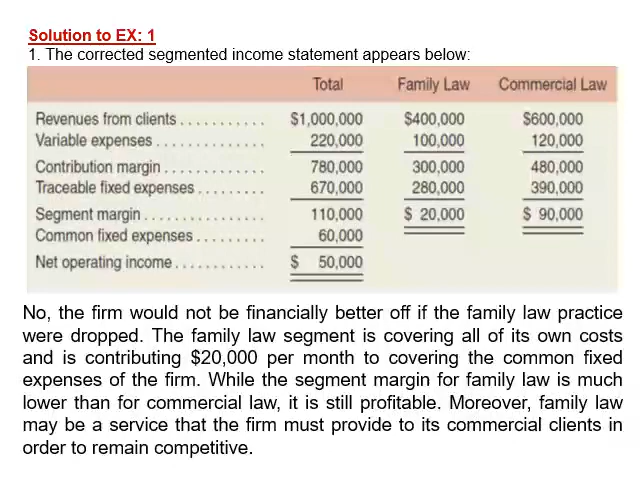 Solution to EX: 1
1. The corrected segmented income statement appears below:
Total Family Law Commercial Law
Revenues from clients . . . . . . . . . . . $1,000,000 $400,000 $600,000
Variable expenses . . . . . . . . . . . . . . 220,000 100,000 120,000
Contribution margin . . . . . . . . . . . . . 780,000 300,000 480,000
Traceable fixed expenses . . . . . . . . . 670,000 280,000 390,000
Segment margin . . . . . . . . . . . . . . . . 110,000 $ 20,000 $ 90,000
Common fixed expenses . . . . . . . . . 60,000
Net operating income . . . . . . . . . . . . $ 50,000
No, the firm would not be financially better off if the family law practice
were dropped. The family law segment is covering all of its own costs
and is contributing $20,000 per month to covering the common fixed
expenses of the firm. While the segment margin for family law is much
lower than for commercial law, it is still profitable. Moreover, family law
may be a service that the firm must provide to its commercial clients in
order to remain competitive.